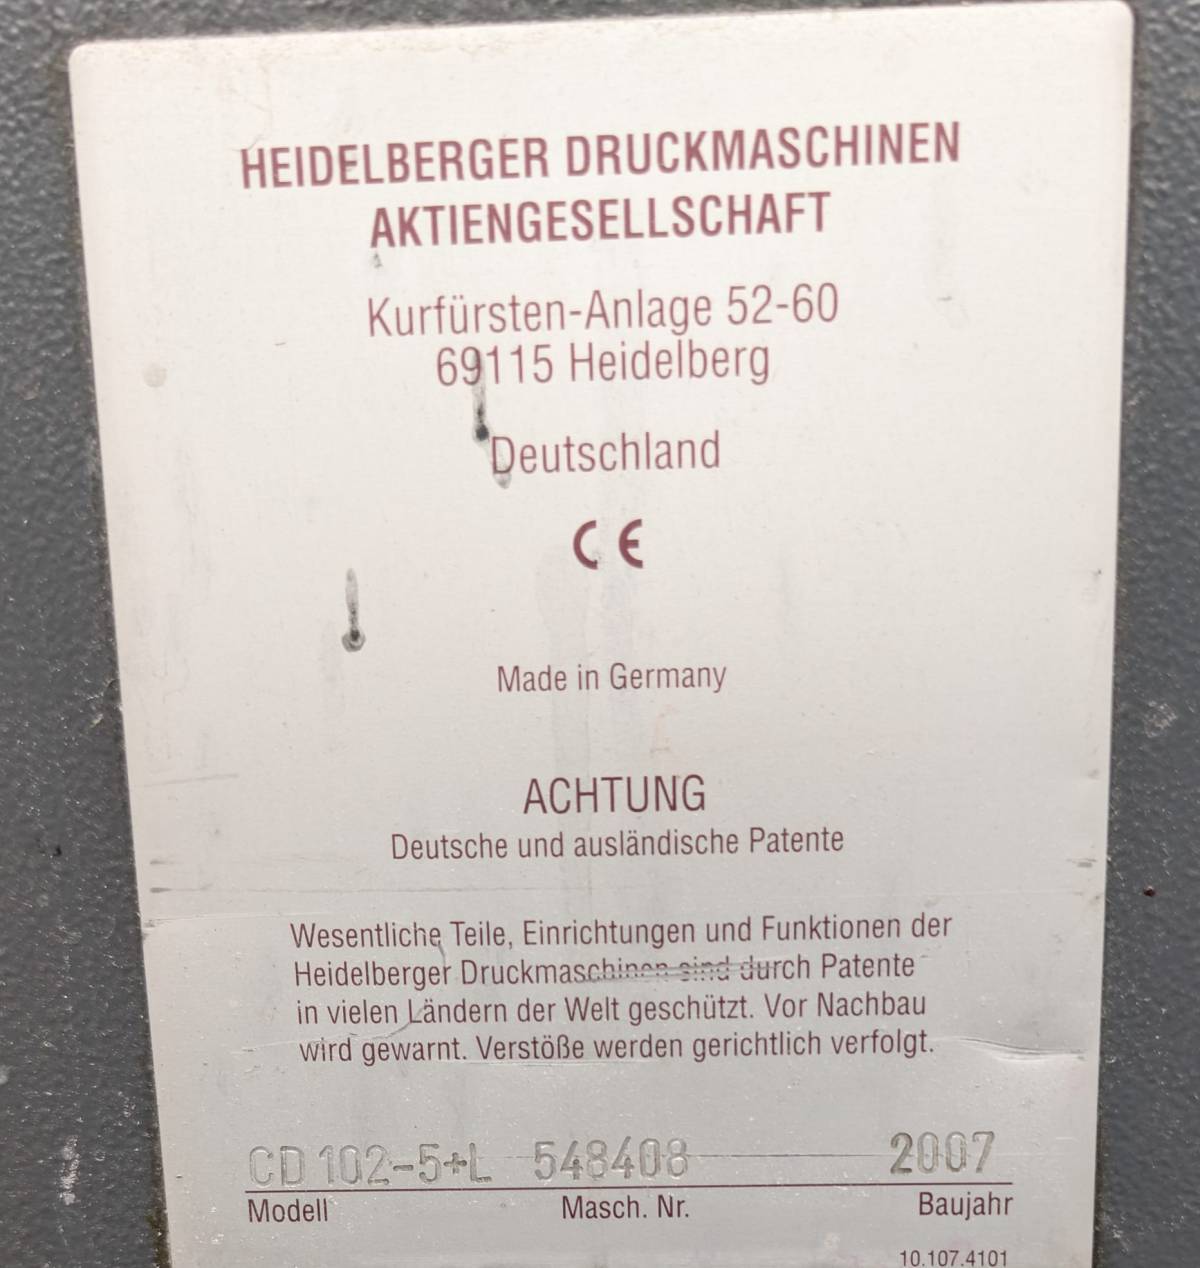 HEIDELBERGER DRUCKMASCHINEN
AKTIENGESELLSCHAFT
Kurfürsten-Anlage 52-60
69115 Heidelberg
Deutschland
CE
Made in Germany
ACHTUNG
Deutsche und ausländische Patente
Wesentliche Teile, Einrichtungen und Funktionen der
Heidelberger Druckmaschinen sind durch Patente
in vielen Ländern der Welt geschützt. Vor Nachbau
wird gewarnt. Verstöße werden gerichtlich verfolgt.
CD 102-5+L 548408 2007
Modell Masch. Nr. Baujahr
10.107.4101